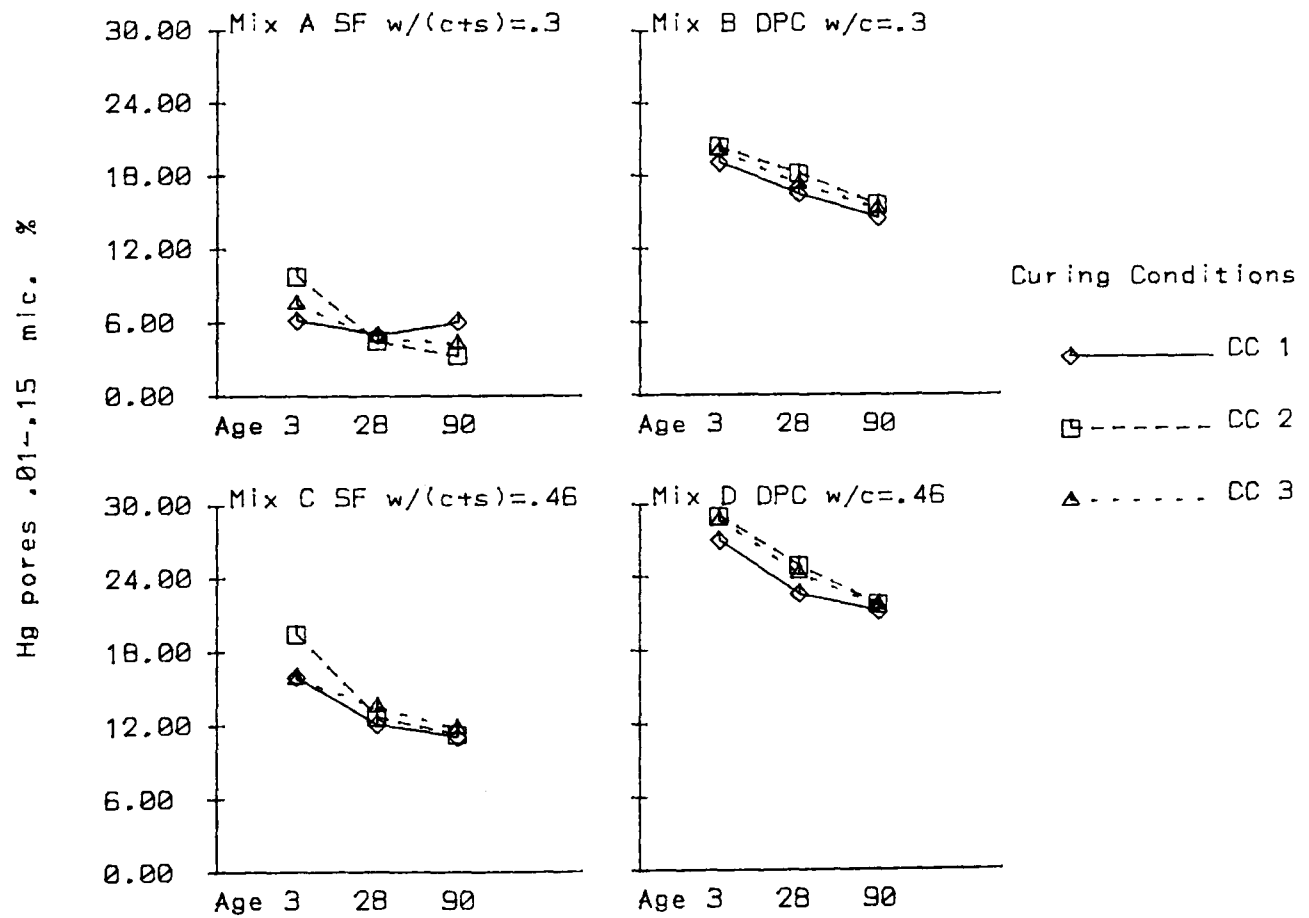 Hg pores .01-.15 mic. %
Mix A SF w/(c+s)=.3
30.00
24.00
18.00
12.00
6.00
0.00
Age 3 28 90
Mix B OPC w/c=.3
Age 3 28 90
Mix C SF w/(c+s)=.46
30.00
24.00
18.00
12.00
6.00
0.00
Age 3 28 90
Mix D OPC w/c=.46
Age 3 28 90
Curing Conditions
CC 1
CC 2
CC 3